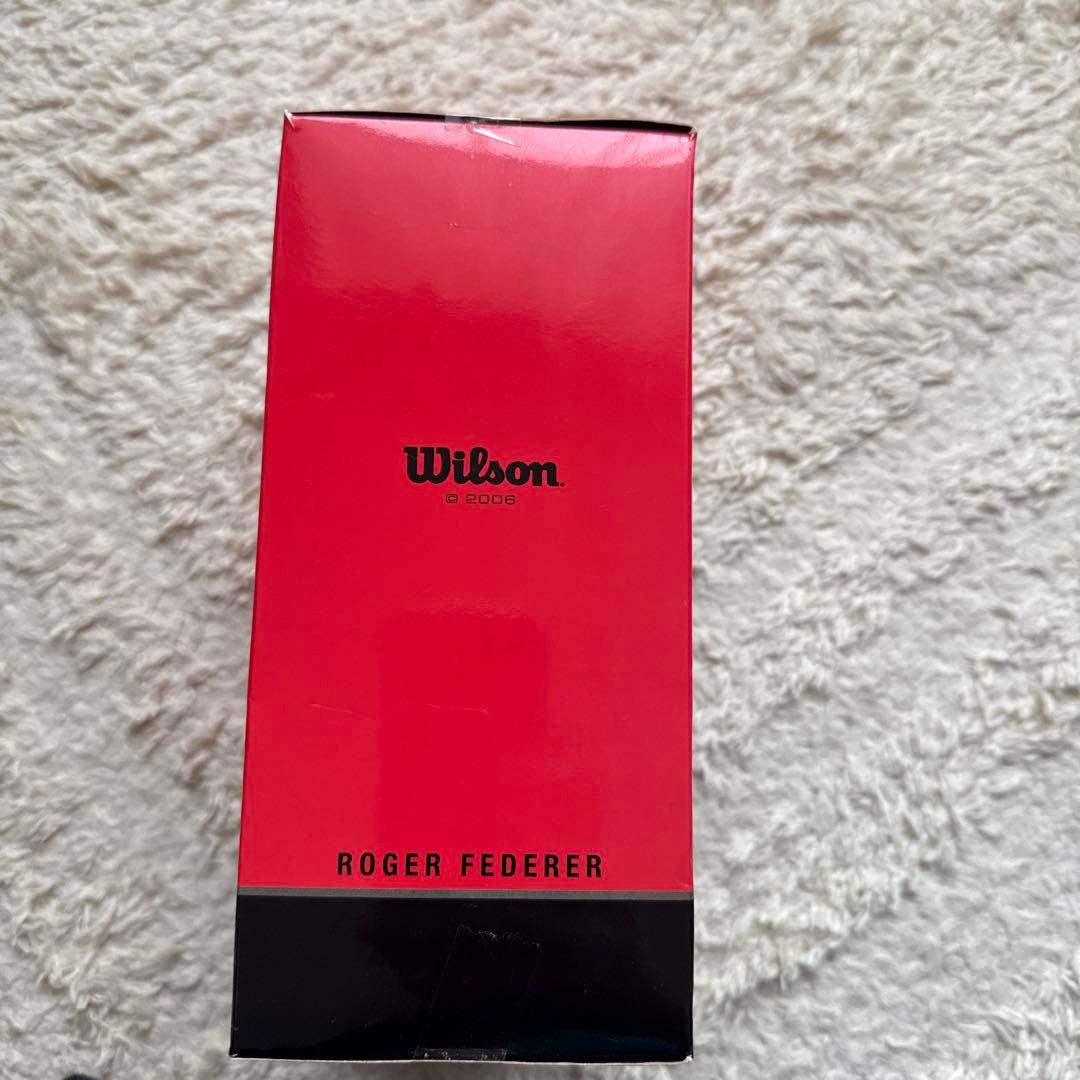 Wilson.
© 2006
ROGER FEDERER